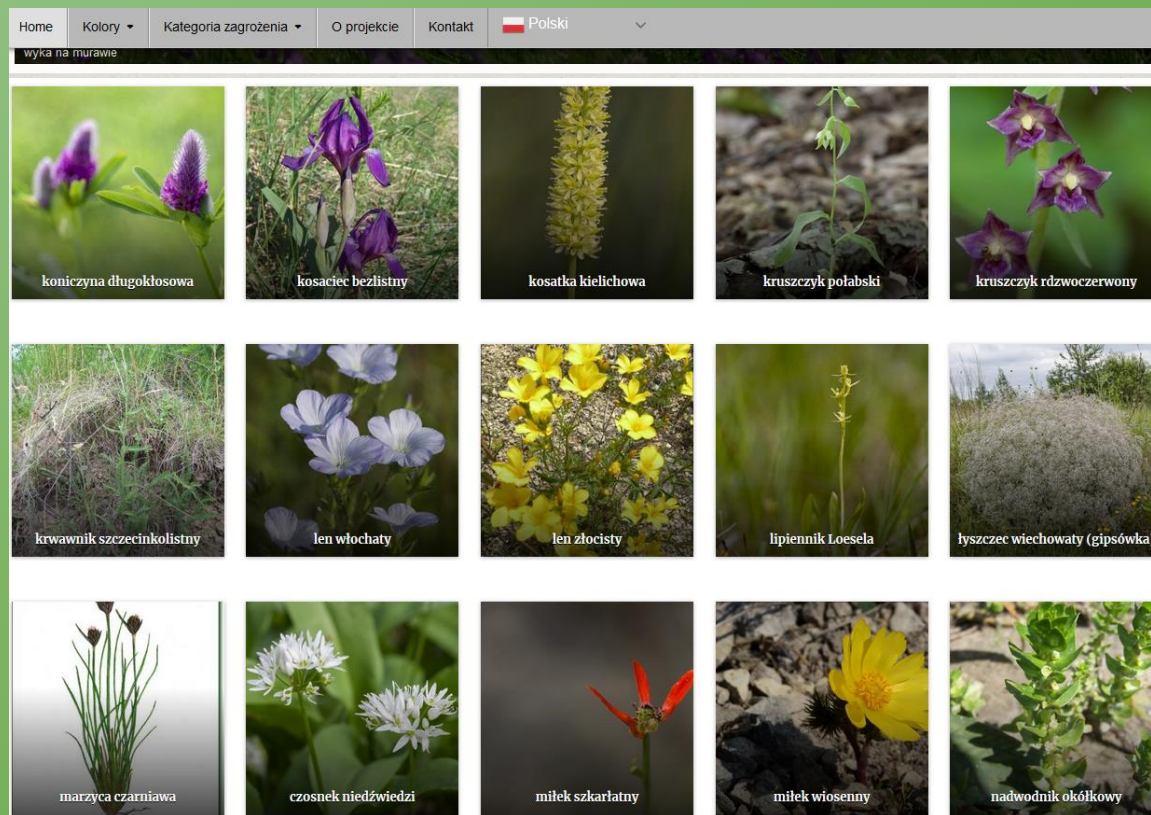 Home Kolory Kategoria zagrożenia O projekcie Kontakt Polski
wyka na murawie
koniczyna długokłosowa kosaciec bezlistny kosatka kielichowa kruszczyk połabski kruszczyk rdzwoczerwony
krwawnik szczecinkolistny len włochaty len złocisty lipiennik Loesela łyszczec wiechowaty (gipsówka
marzyca czarniawa czosnek niedźwiedzi miłek szkarłatny miłek wiosenny nadwodnik okółkowy